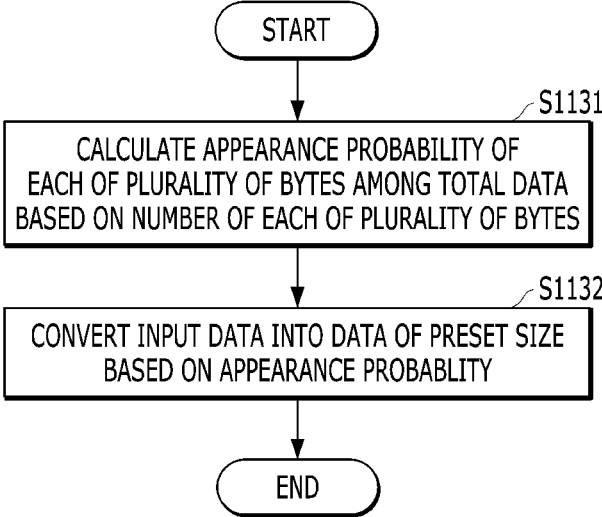 START
S1131
CALCULATE APPEARANCE PROBABILITY OF
EACH OF PLURALITY OF BYTES AMONG TOTAL DATA
BASED ON NUMBER OF EACH OF PLURALITY OF BYTES
S1132
CONVERT INPUT DATA INTO DATA OF PRESET SIZE
BASED ON APPEARANCE PROBABLITY
END